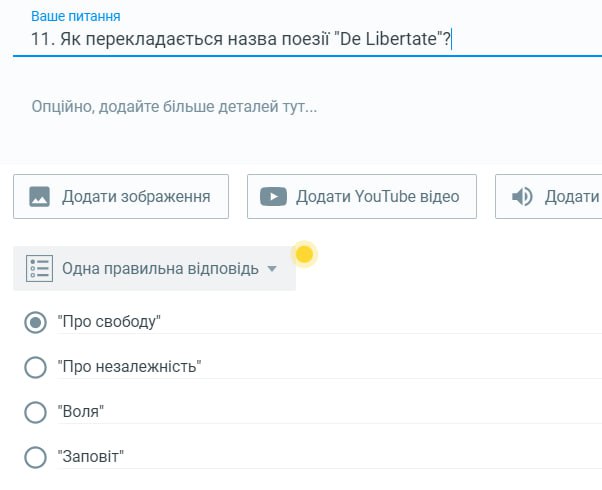 Ваше питання
11. Як перекладається назва поезії "De Libertate"?
Опційно, додайте більше деталей тут...
Додати зображення
Додати YouTube відео
Додати
Одна правильна відповідь
"Про свободу"
"Про незалежність"
"Воля"
"Заповіт"